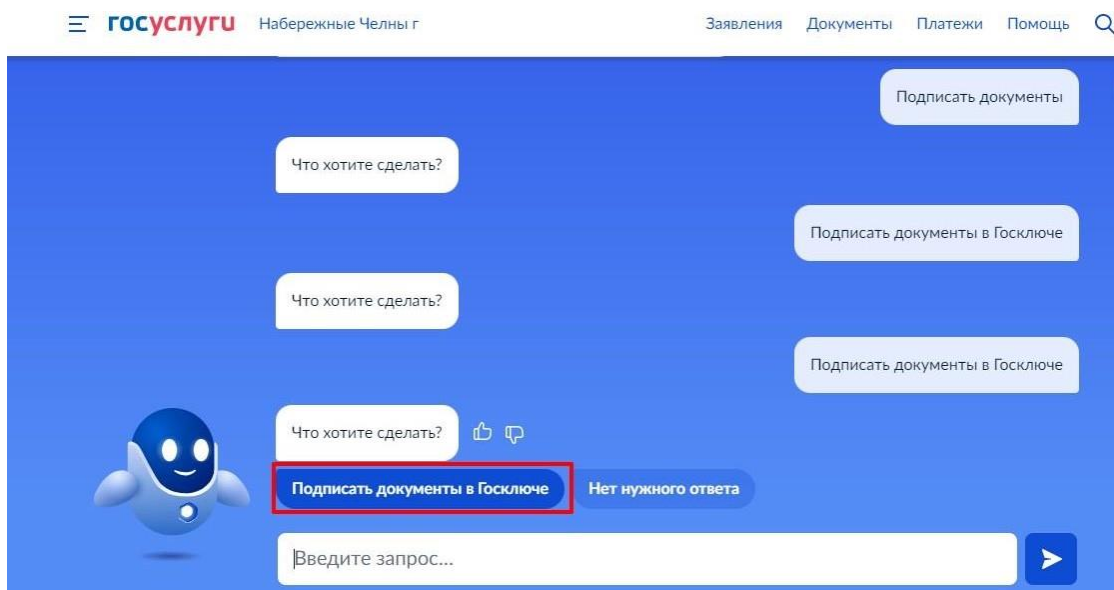 госуслуги Набережные Челны г Заявления Документы Платежи Помощь
Подписать документы
Что хотите сделать?
Подписать документы в Госключе
Что хотите сделать?
Подписать документы в Госключе
Что хотите сделать?
Подписать документы в Госключе Нет нужного ответа
Введите запрос...